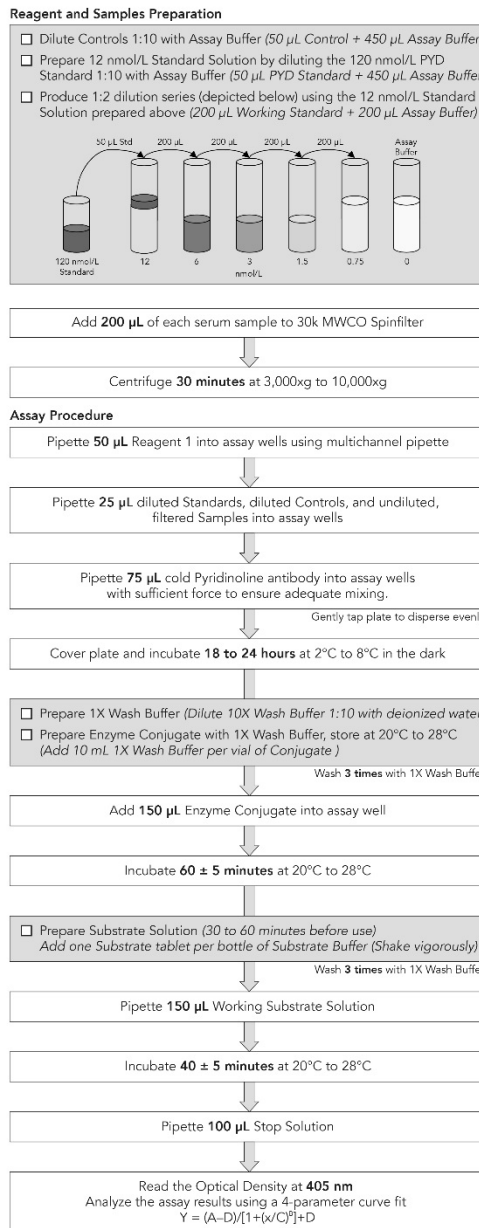 Reagent and Samples Preparation
☐ Dilute Controls 1:10 with Assay Buffer (50 µL Control + 450 µL Assay Buffer
☐ Prepare 12 nmol/L Standard Solution by diluting the 120 nmol/L PYD
Standard 1:10 with Assay Buffer (50 µL PYD Standard + 450 µL Assay Buffer
☐ Produce 1:2 dilution series (depicted below) using the 12 nmol/L Standard
Solution prepared above (200 µL Working Standard + 200 µL Assay Buffer)
50 µL Std 200 µL 200 µL 200 µL 200 µL Assay
Buffer
120 nmol/L
Standard
12 6 3 1.5 0.75 0
nmol/L
Add 200 µL of each serum sample to 30k MWCO Spinfilter
Centrifuge 30 minutes at 3,000xg to 10,000xg
Assay Procedure
Pipette 50 µL Reagent 1 into assay wells using multichannel pipette
Pipette 25 µL diluted Standards, diluted Controls, and undiluted,
filtered Samples into assay wells
Pipette 75 µL cold Pyridinoline antibody into assay wells
with sufficient force to ensure adequate mixing.
Gently tap plate to disperse evenl
Cover plate and incubate 18 to 24 hours at 2°C to 8°C in the dark
☐ Prepare 1X Wash Buffer (Dilute 10X Wash Buffer 1:10 with deionized water
☐ Prepare Enzyme Conjugate with 1X Wash Buffer, store at 20°C to 28°C
(Add 10 mL 1X Wash Buffer per vial of Conjugate )
Wash 3 times with 1X Wash Buffe
Add 150 µL Enzyme Conjugate into assay well
Incubate 60 ± 5 minutes at 20°C to 28°C
☐ Prepare Substrate Solution (30 to 60 minutes before use)
Add one Substrate tablet per bottle of Substrate Buffer (Shake vigorously)
Wash 3 times with 1X Wash Buffe
Pipette 150 µL Working Substrate Solution
Incubate 40 ± 5 minutes at 20°C to 28°C
Pipette 100 µL Stop Solution
Read the Optical Density at 405 nm
Analyze the assay results using a 4-parameter curve fit
Y = (A–D)/[1+(x/C)ᴮ]+D